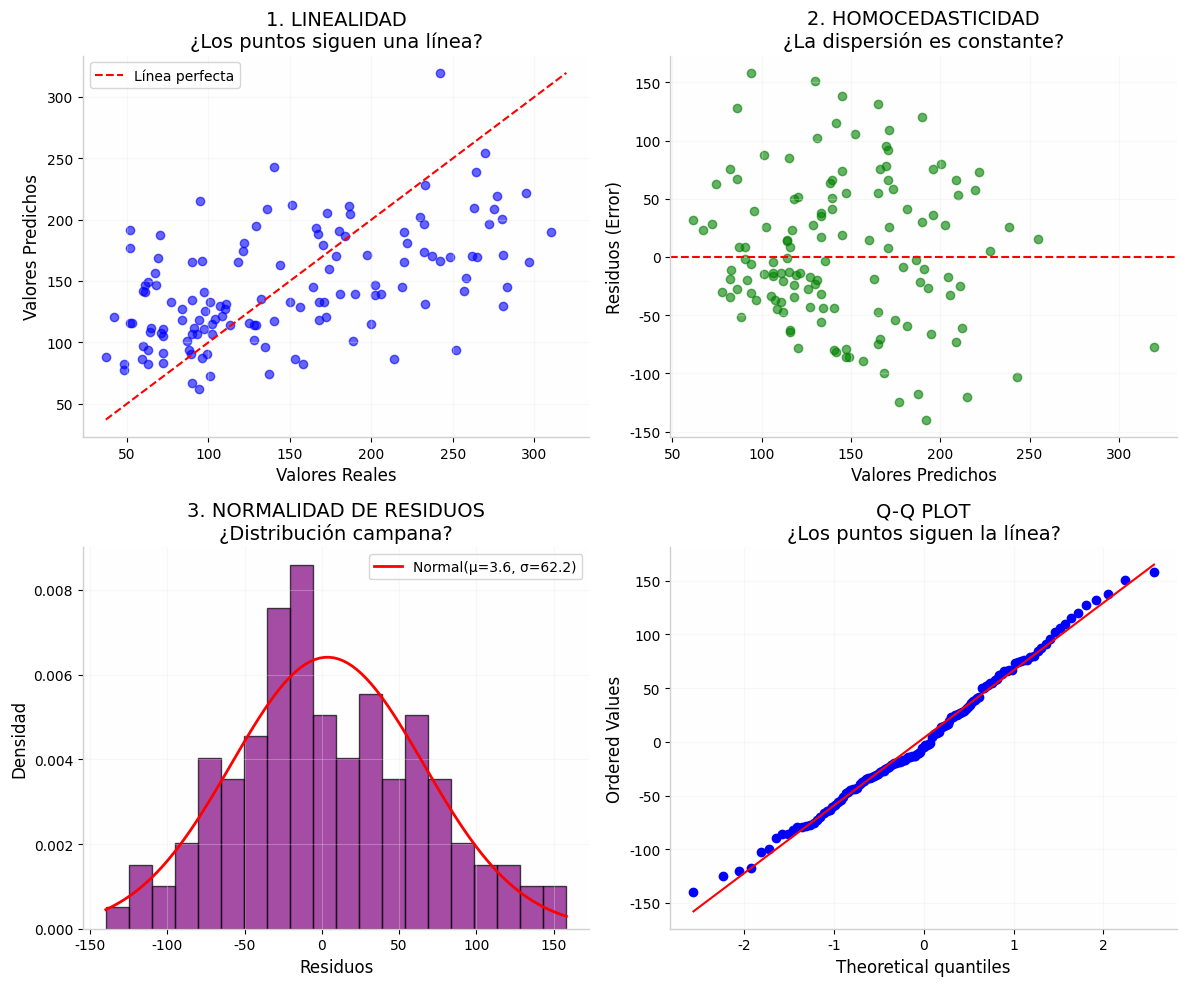 1. LINEALIDAD
¿Los puntos siguen una línea?
Línea perfecta
Valores Predichos
300
250
200
150
100
50
50
100
150
200
250
300
Valores Reales
2. HOMOCEDASTICIDAD
¿La dispersión es constante?
Residuos (Error)
150
100
50
0
-50
-100
-150
50
100
150
200
250
300
Valores Predichos
3. NORMALIDAD DE RESIDUOS
¿Distribución campana?
Normal(μ=3.6, σ=62.2)
Densidad
0.008
0.006
0.004
0.002
0.000
-150
-100
-50
0
50
100
150
Residuos
Q-Q PLOT
¿Los puntos siguen la línea?
Ordered Values
150
100
50
0
-50
-100
-150
-2
-1
0
1
2
Theoretical quantiles